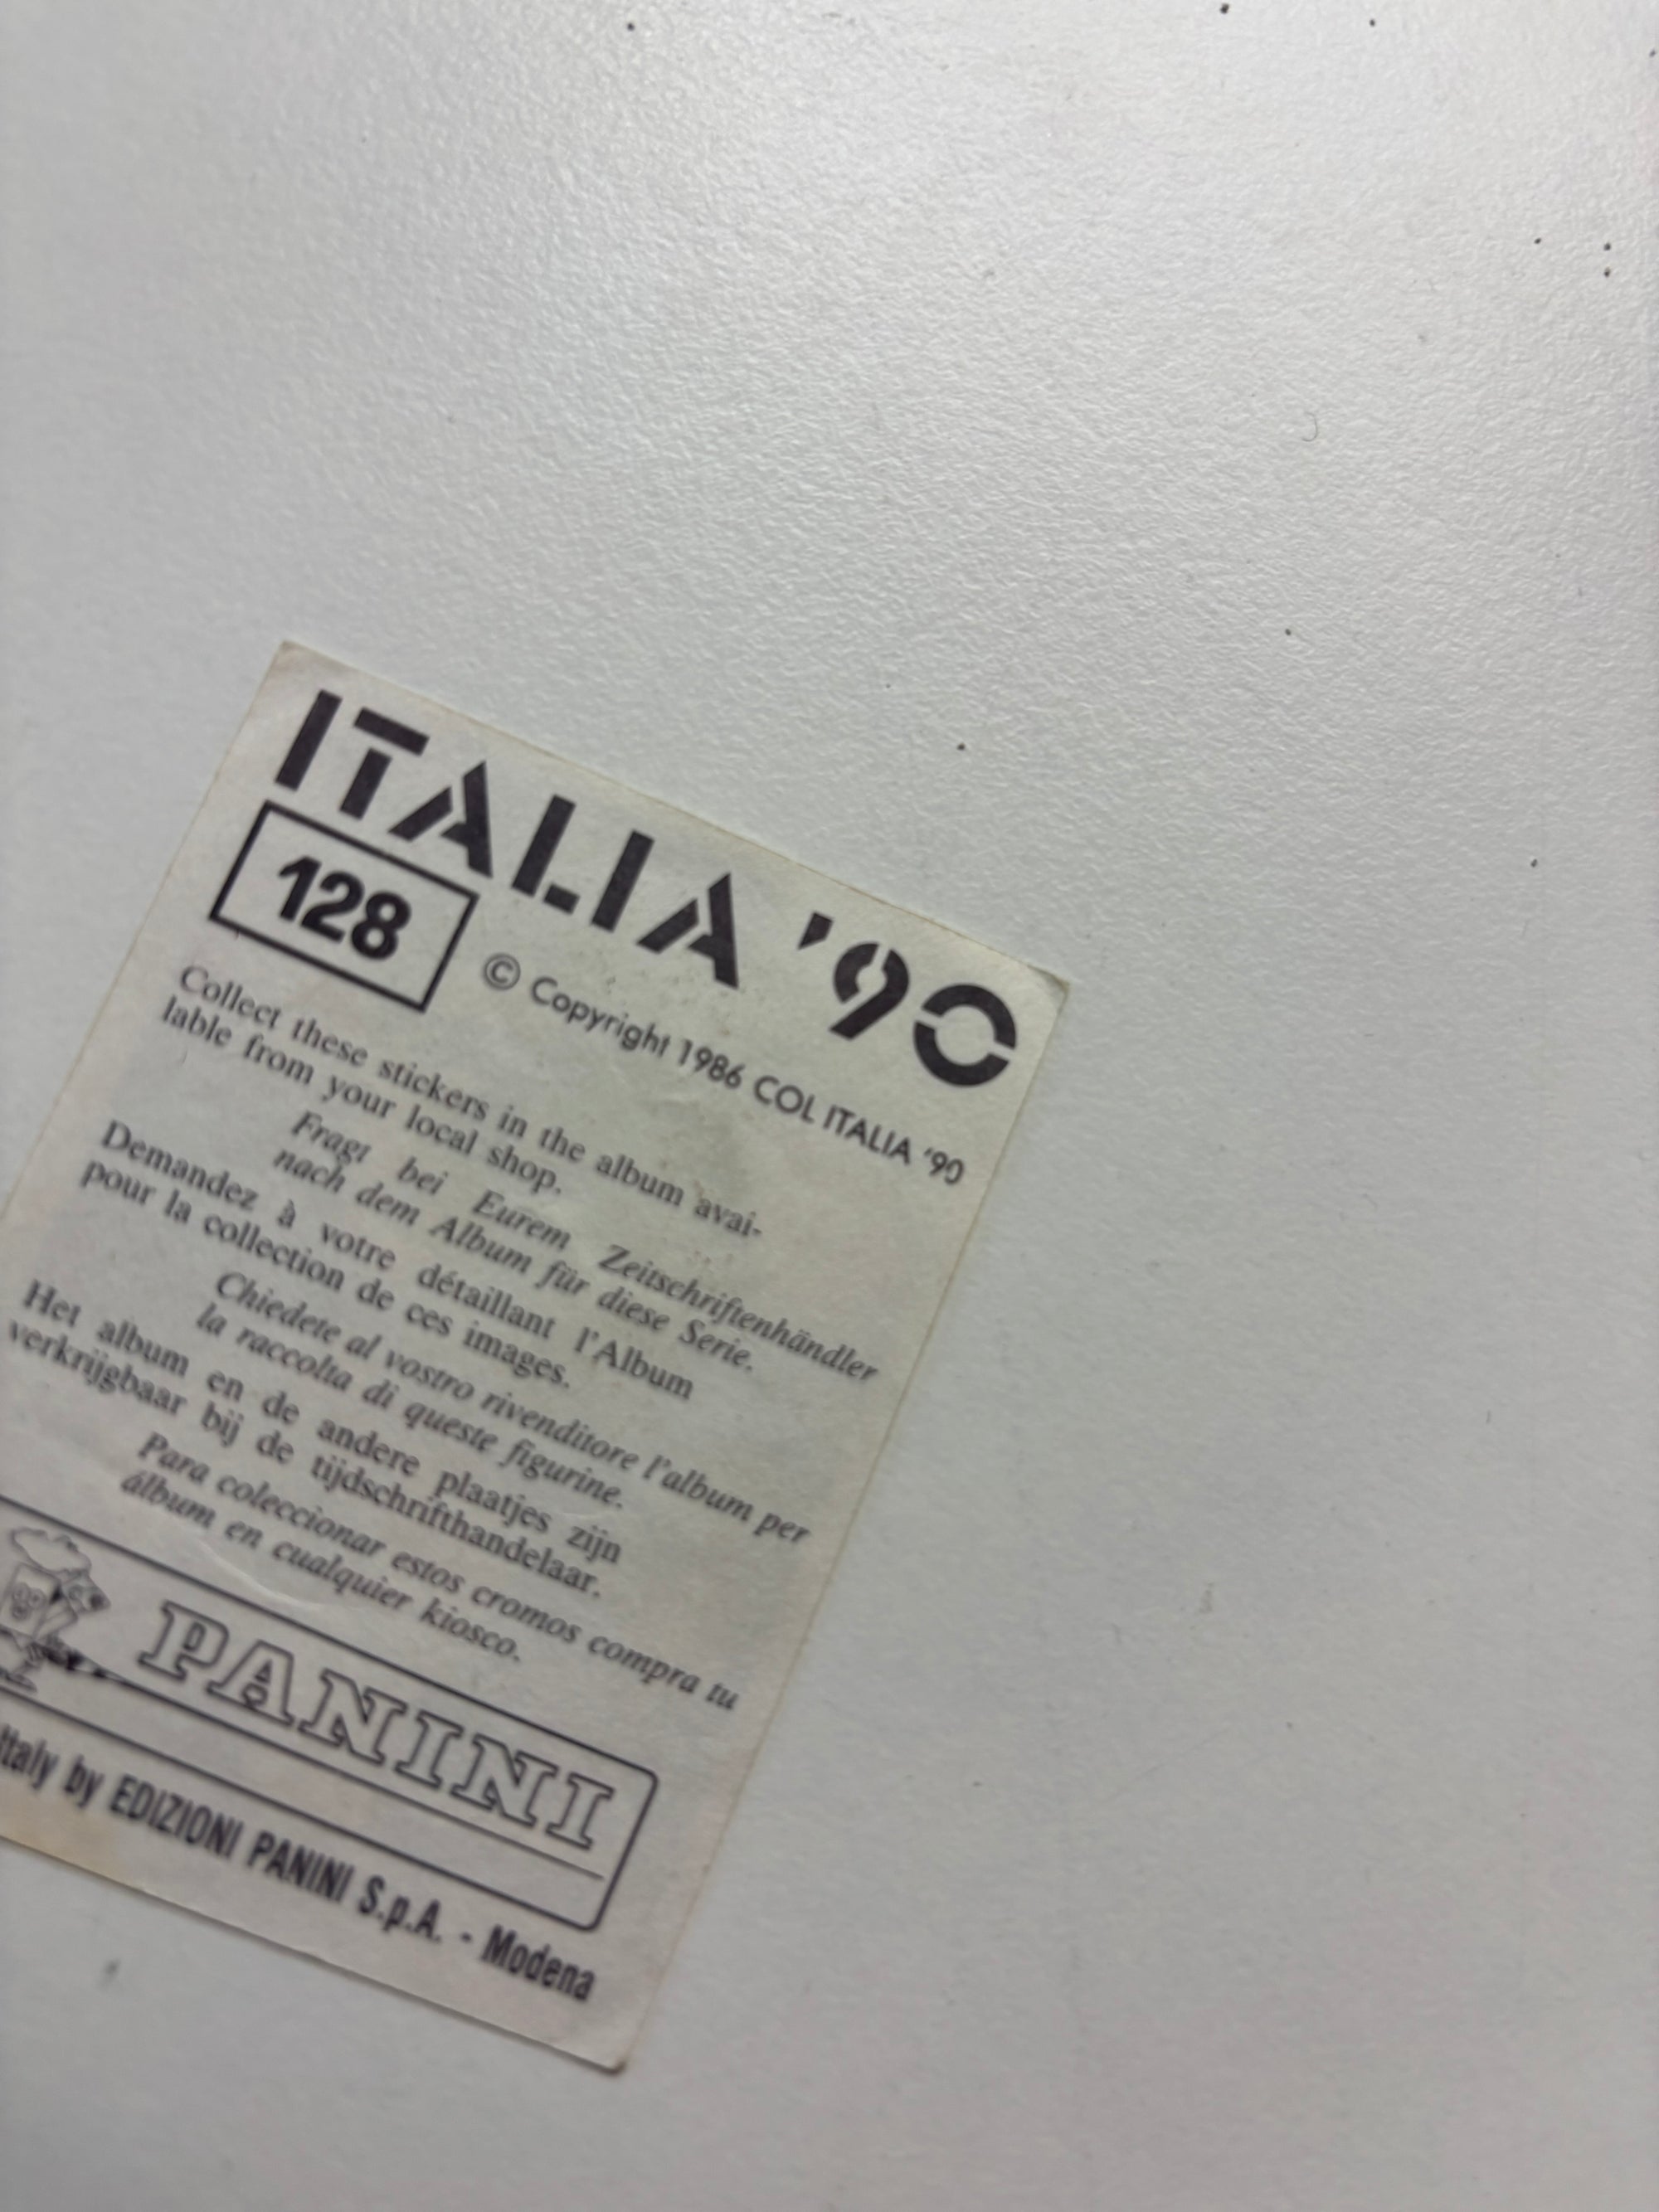 ITALIA '90
128
© Copyright 1986 COL ITALIA '90
Collect these stickers in the album avai-
lable from your local shop.
Fragt bei Eurem Zeitschriftenhändler
nach dem Album für diese Serie.
Demandez à votre détaillant l'Album
pour la collection de ces images.
Chiedete al vostro rivenditore l'album per
la raccolta di queste figurine.
Het album en de andere plaatjes zijn
verkrijgbaar bij de tijdschrifthandelaar.
Para coleccionar estos cromos compra tu
álbum en cualquier kiosco.
PANINI
Italy by EDIZIONI PANINI S.p.A. - Modena